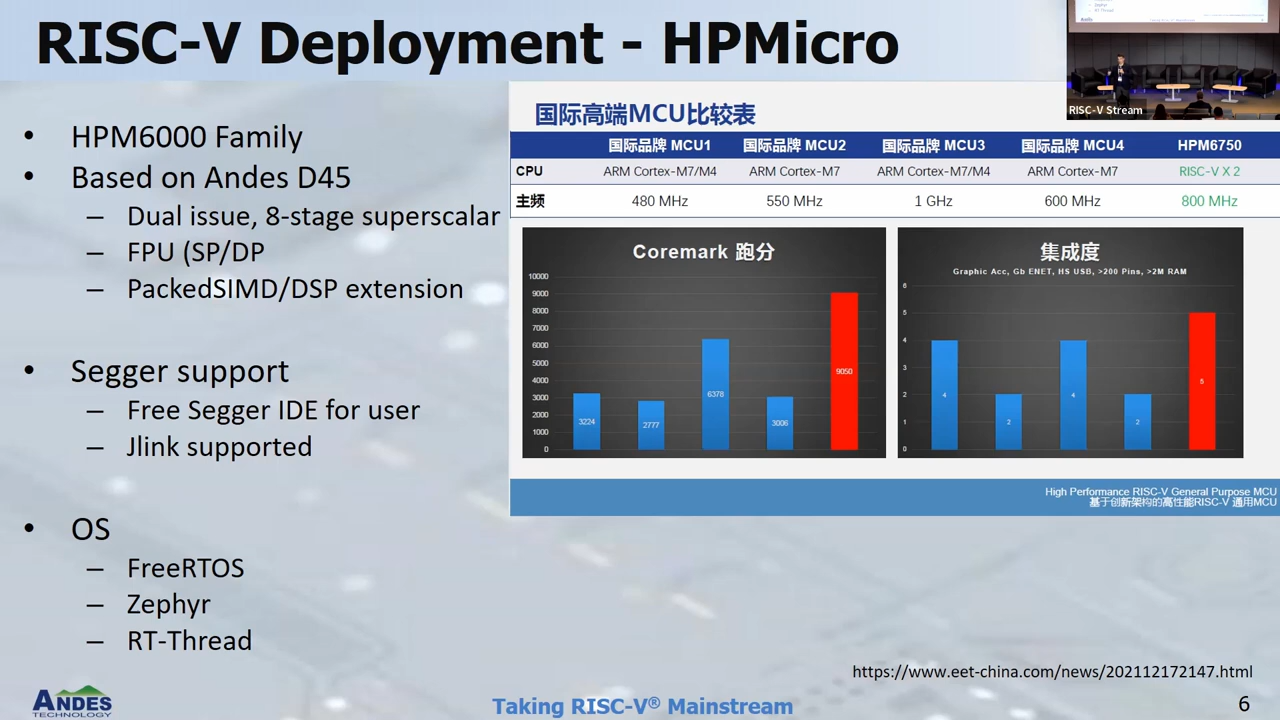 RISC-V Deployment - HPMicro
RISC-V Stream
• HPM6000 Family
• Based on Andes D45
– Dual issue, 8-stage superscalar
– FPU (SP/DP
– PackedSIMD/DSP extension
• Segger support
– Free Segger IDE for user
– Jlink supported
• OS
– FreeRTOS
– Zephyr
– RT-Thread
国际高端MCU比较表
国际品牌 MCU1 国际品牌 MCU2 国际品牌 MCU3 国际品牌 MCU4 HPM6750
CPU ARM Cortex-M7/M4 ARM Cortex-M7 ARM Cortex-M7/M4 ARM Cortex-M7 RISC-V X 2
主频 480 MHz 550 MHz 1 GHz 600 MHz 800 MHz
Coremark 跑分
10000
9000
8000
7000
6000
5000
4000
3000
2000
1000
0
3224 2777 6378 3006 9050
集成度
Graphic Acc, Gb ENET, HS USB, >200 Pins, >2M RAM
6
5
4
3
2
1
0
4 2 4 2 5
High Performance RISC-V General Purpose MCU
基于创新架构的高性能RISC-V 通用MCU
https://www.eet-china.com/news/202112172147.html
ANDES
TECHNOLOGY
Taking RISC-V® Mainstream
6